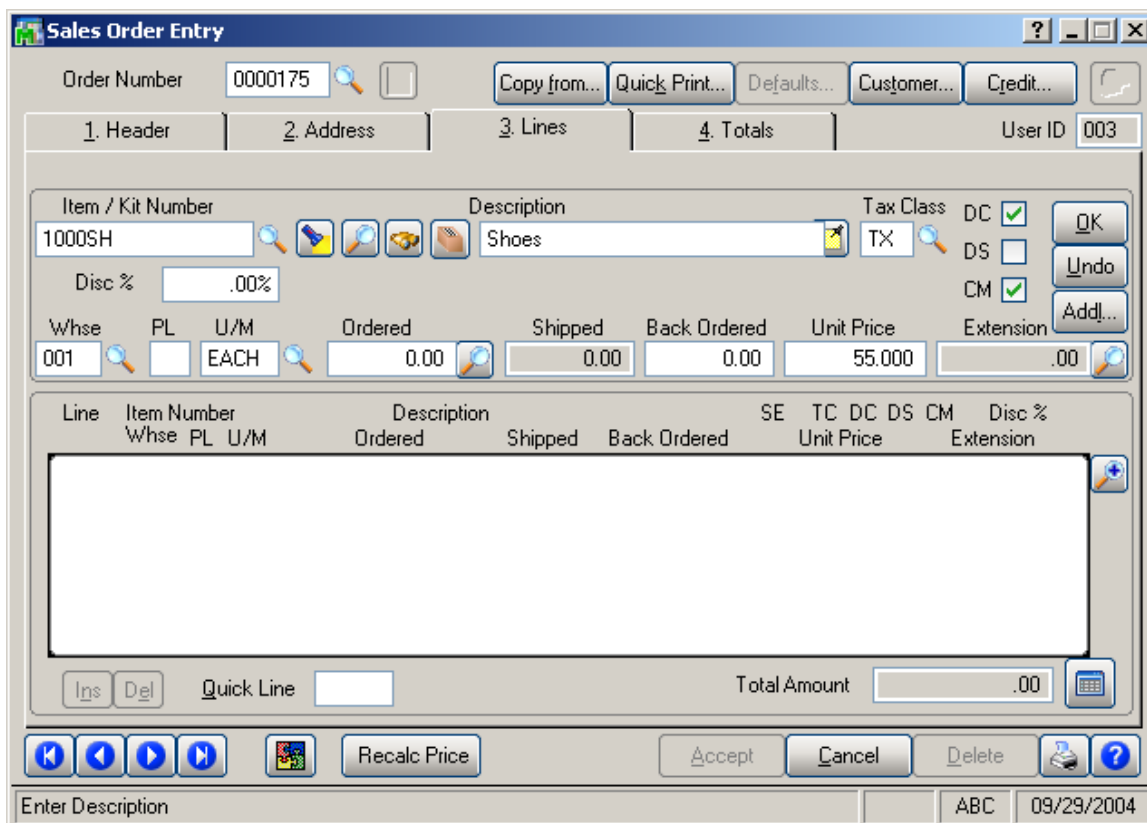 Sales Order Entry
Order Number 0000175 Copy from... Quick Print... Defaults... Customer... Credit...
1. Header 2. Address 3. Lines 4. Totals User ID 003
Item / Kit Number Description Tax Class DC OK
1000SH Shoes TX DS Undo
Disc % .00% CM Addl...
Whse PL U/M Ordered Shipped Back Ordered Unit Price Extension
001 EACH 0.00 0.00 0.00 55.000 .00
Line Item Number Description SE TC DC DS CM Disc %
Whse PL U/M Ordered Shipped Back Ordered Unit Price Extension
Ins Del Quick Line Total Amount .00
Recalc Price Accept Cancel Delete
Enter Description ABC 09/29/2004